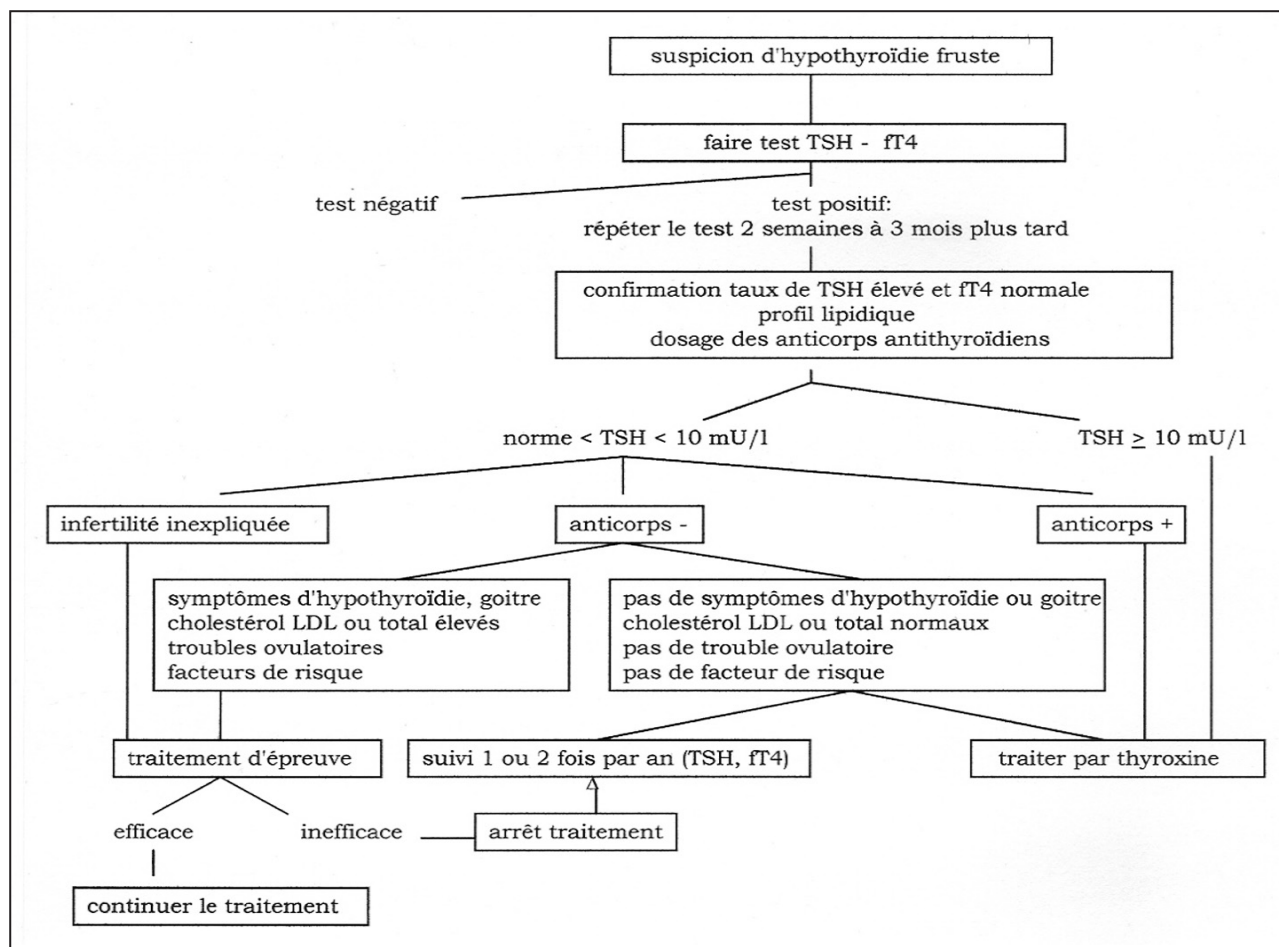 suspicion d'hypothyroïdie fruste
faire test TSH - fT4
test négatif
test positif:
répéter le test 2 semaines à 3 mois plus tard
confirmation taux de TSH élevé et fT4 normale
profil lipidique
dosage des anticorps antithyroïdiens
norme < TSH < 10 mU/l
TSH ≥ 10 mU/l
infertilité inexpliquée
anticorps -
anticorps +
symptômes d'hypothyroïdie, goitre
cholestérol LDL ou total élevés
troubles ovulatoires
facteurs de risque
pas de symptômes d'hypothyroïdie ou goitre
cholestérol LDL ou total normaux
pas de trouble ovulatoire
pas de facteur de risque
traitement d'épreuve
suivi 1 ou 2 fois par an (TSH, fT4)
traiter par thyroxine
efficace
inefficace
arrêt traitement
continuer le traitement